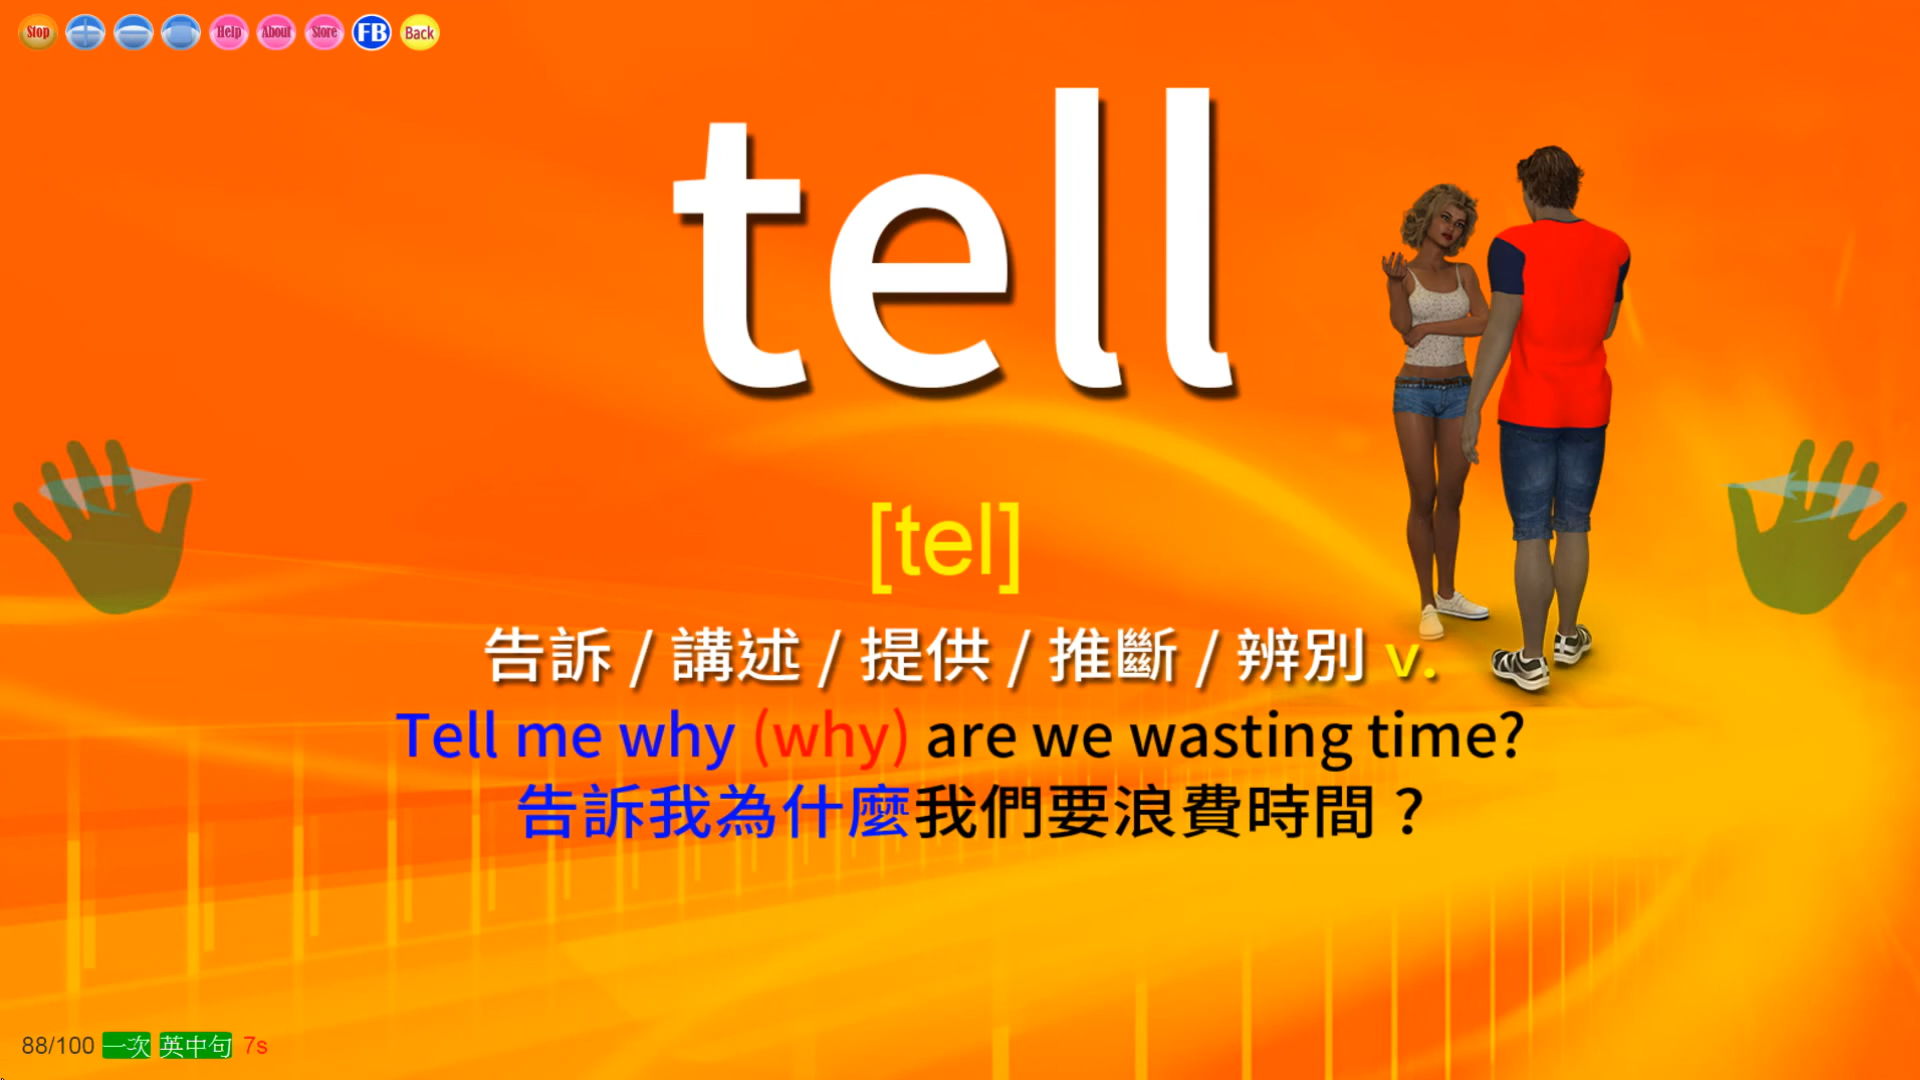 Stop Help About Store FB Back
tell
[tel]
告訴 / 講述 / 提供 / 推斷 / 辨別 v.
Tell me why (why) are we wasting time?
告訴我為什麼我們要浪費時間？
88/100 一次 英中句 7s